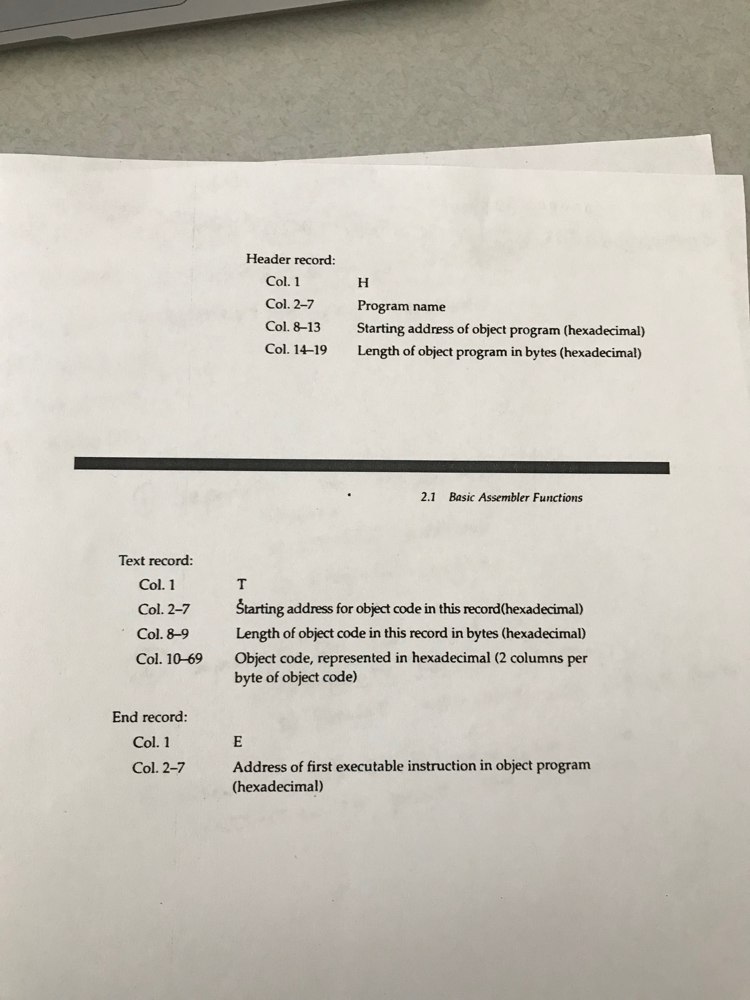 Header record:
Col. 1 H
Col. 2–7 Program name
Col. 8–13 Starting address of object program (hexadecimal)
Col. 14–19 Length of object program in bytes (hexadecimal)
2.1 Basic Assembler Functions
Text record:
Col. 1 T
Col. 2–7 Starting address for object code in this record(hexadecimal)
Col. 8–9 Length of object code in this record in bytes (hexadecimal)
Col. 10–69 Object code, represented in hexadecimal (2 columns per
byte of object code)
End record:
Col. 1 E
Col. 2–7 Address of first executable instruction in object program
(hexadecimal)